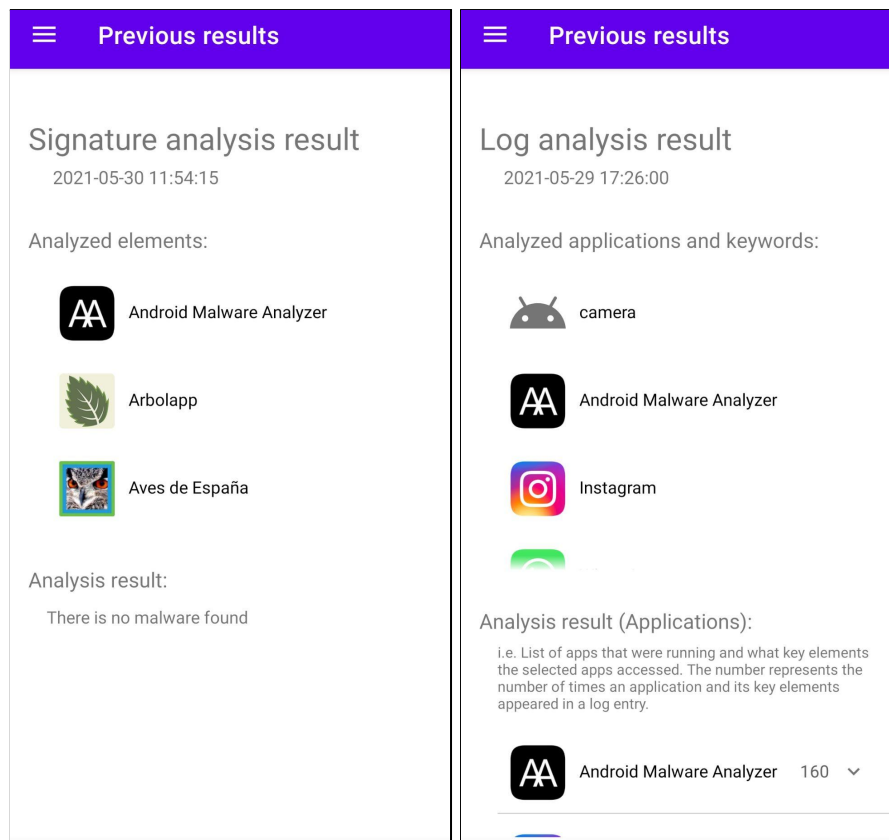 Previous results
Signature analysis result
2021-05-30 11:54:15
Analyzed elements:
Android Malware Analyzer
Arbolapp
Aves de España
Analysis result:
There is no malware found
Previous results
Log analysis result
2021-05-29 17:26:00
Analyzed applications and keywords:
camera
Android Malware Analyzer
Instagram
Analysis result (Applications):
i.e. List of apps that were running and what key elements
the selected apps accessed. The number represents the
number of times an application and its key elements
appeared in a log entry.
Android Malware Analyzer 160